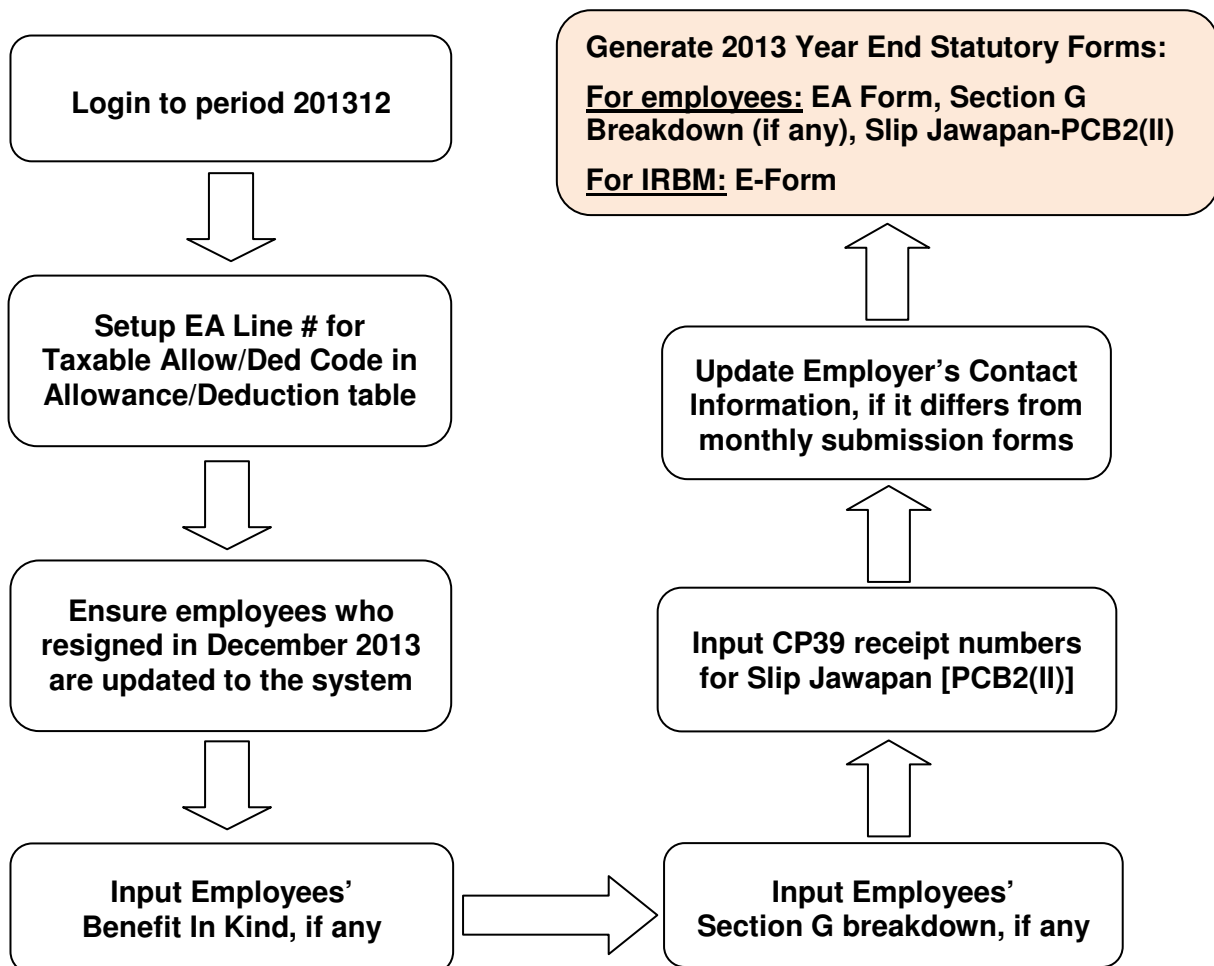 Login to period 201312
Setup EA Line # for
Taxable Allow/Ded Code in
Allowance/Deduction table
Ensure employees who
resigned in December 2013
are updated to the system
Input Employees’
Benefit In Kind, if any
Input Employees’
Section G breakdown, if any
Input CP39 receipt numbers
for Slip Jawapan [PCB2(II)]
Update Employer’s Contact
Information, if it differs from
monthly submission forms
Generate 2013 Year End Statutory Forms:
For employees: EA Form, Section G
Breakdown (if any), Slip Jawapan-PCB2(II)
For IRBM: E-Form